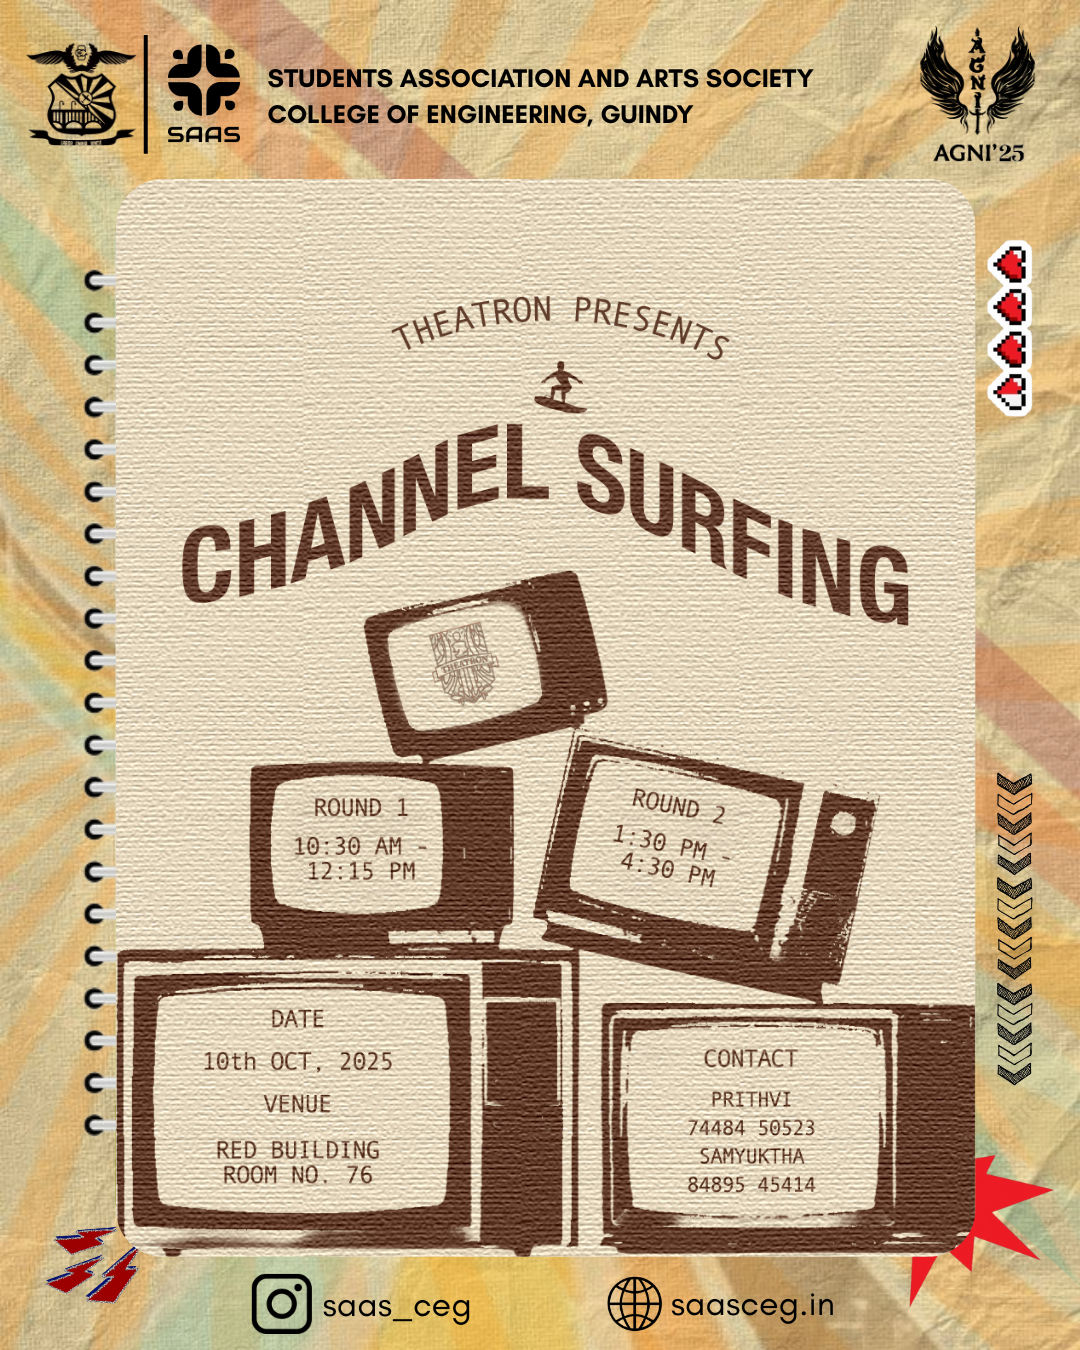 STUDENTS ASSOCIATION AND ARTS SOCIETY
COLLEGE OF ENGINEERING, GUINDY
SAAS
AGNI
AGNI'25
THEATRON PRESENTS
CHANNEL SURFING
THEATRON
ROUND 1
10:30 AM -
12:15 PM
ROUND 2
1:30 PM -
4:30 PM
DATE
10th OCT, 2025
VENUE
RED BUILDING
ROOM NO. 76
CONTACT
PRITHVI
74484 50523
SAMYUKTHA
84895 45414
saas_ceg
saasceg.in